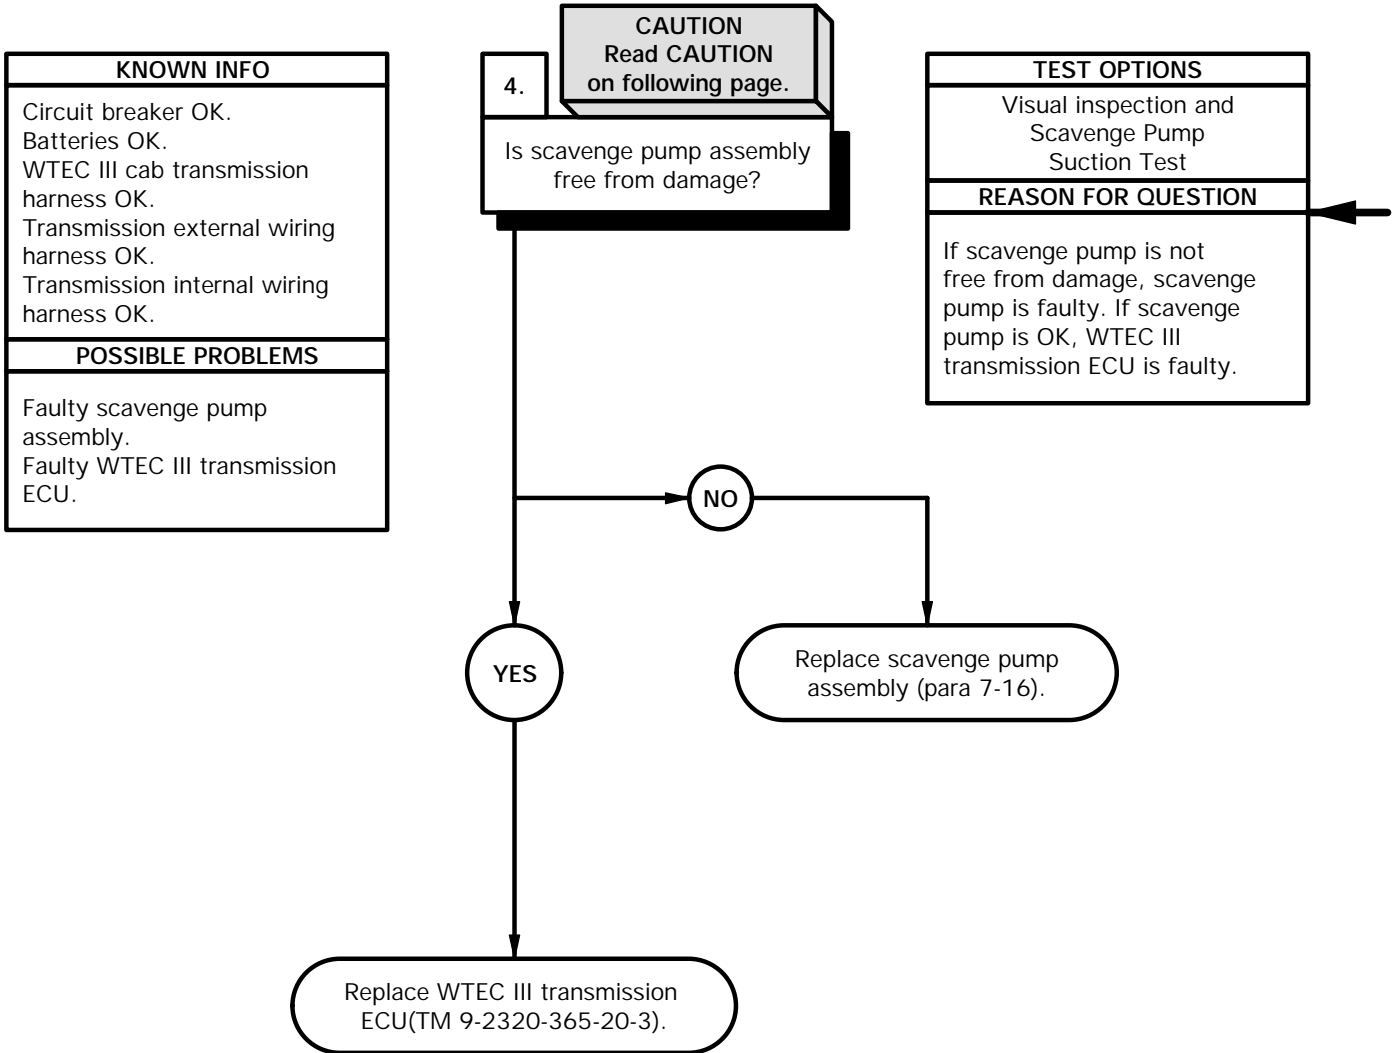 KNOWN INFO
Circuit breaker OK.
Batteries OK.
WTEC III cab transmission
harness OK.
Transmission external wiring
harness OK.
Transmission internal wiring
harness OK.
POSSIBLE PROBLEMS
Faulty scavenge pump
assembly.
Faulty WTEC III transmission
ECU.
CAUTION
Read CAUTION
on following page.
4.
Is scavenge pump assembly
free from damage?
TEST OPTIONS
Visual inspection and
Scavenge Pump
Suction Test
REASON FOR QUESTION
If scavenge pump is not
free from damage, scavenge
pump is faulty. If scavenge
pump is OK, WTEC III
transmission ECU is faulty.
NO
YES
Replace scavenge pump
assembly (para 7-16).
Replace WTEC III transmission
ECU(TM 9-2320-365-20-3).